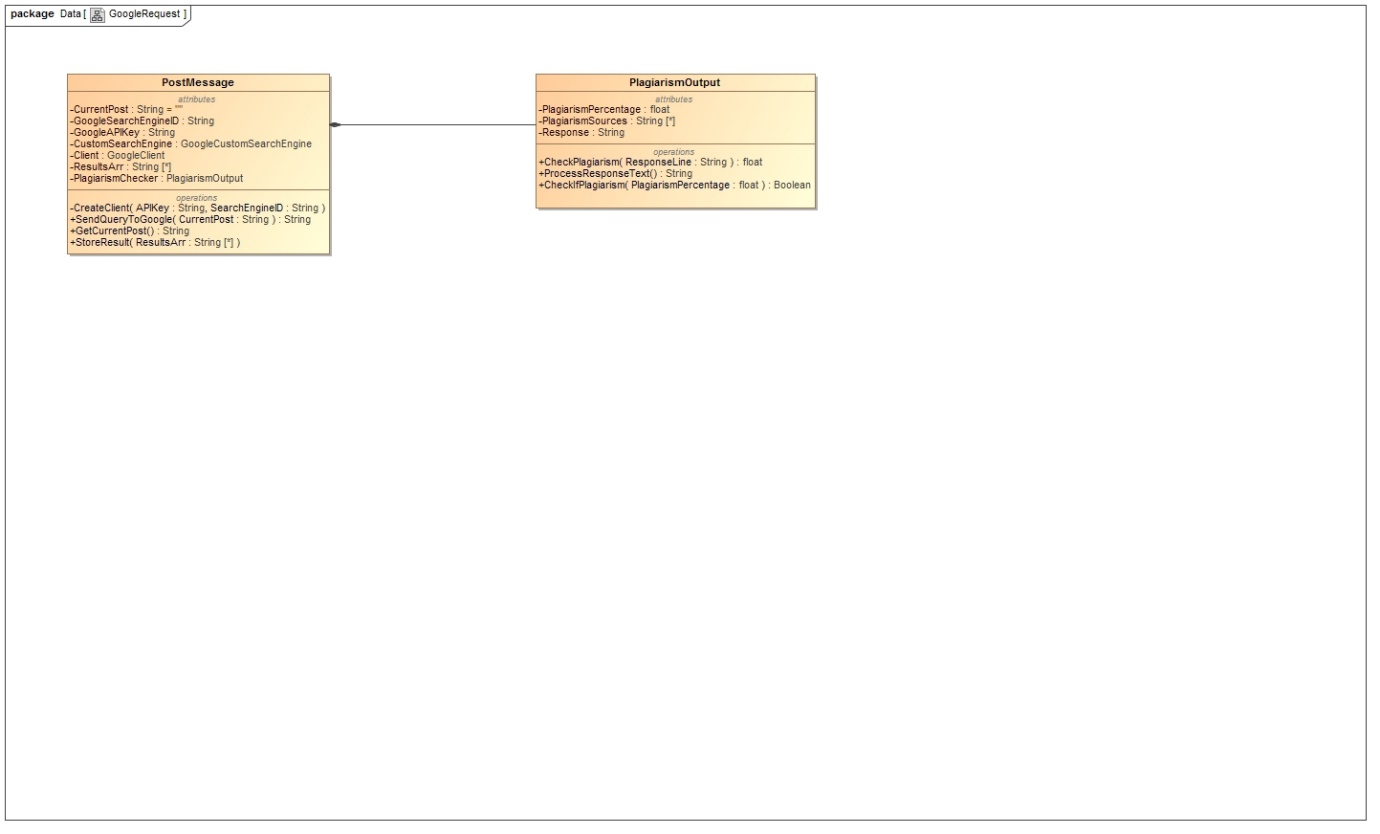 package Data [ GoogleRequest ]
PostMessage
attributes
-CurrentPost : String = ""
-GoogleSearchEngineID : String
-GoogleAPIKey : String
-CustomSearchEngine : GoogleCustomSearchEngine
-Client : GoogleClient
-ResultsArr : String [*]
-PlagiarismChecker : PlagiarismOutput
operations
-CreateClient( APIKey : String, SearchEngineID : String )
+SendQueryToGoogle( CurrentPost : String ) : String
+GetCurrentPost() : String
+StoreResult( ResultsArr : String [*] )
PlagiarismOutput
attributes
-PlagiarismPercentage : float
-PlagiarismSources : String [*]
-Response : String
operations
+CheckPlagiarism( ResponseLine : String ) : float
+ProcessResponseText() : String
+CheckIfPlagiarism( PlagiarismPercentage : float ) : Boolean